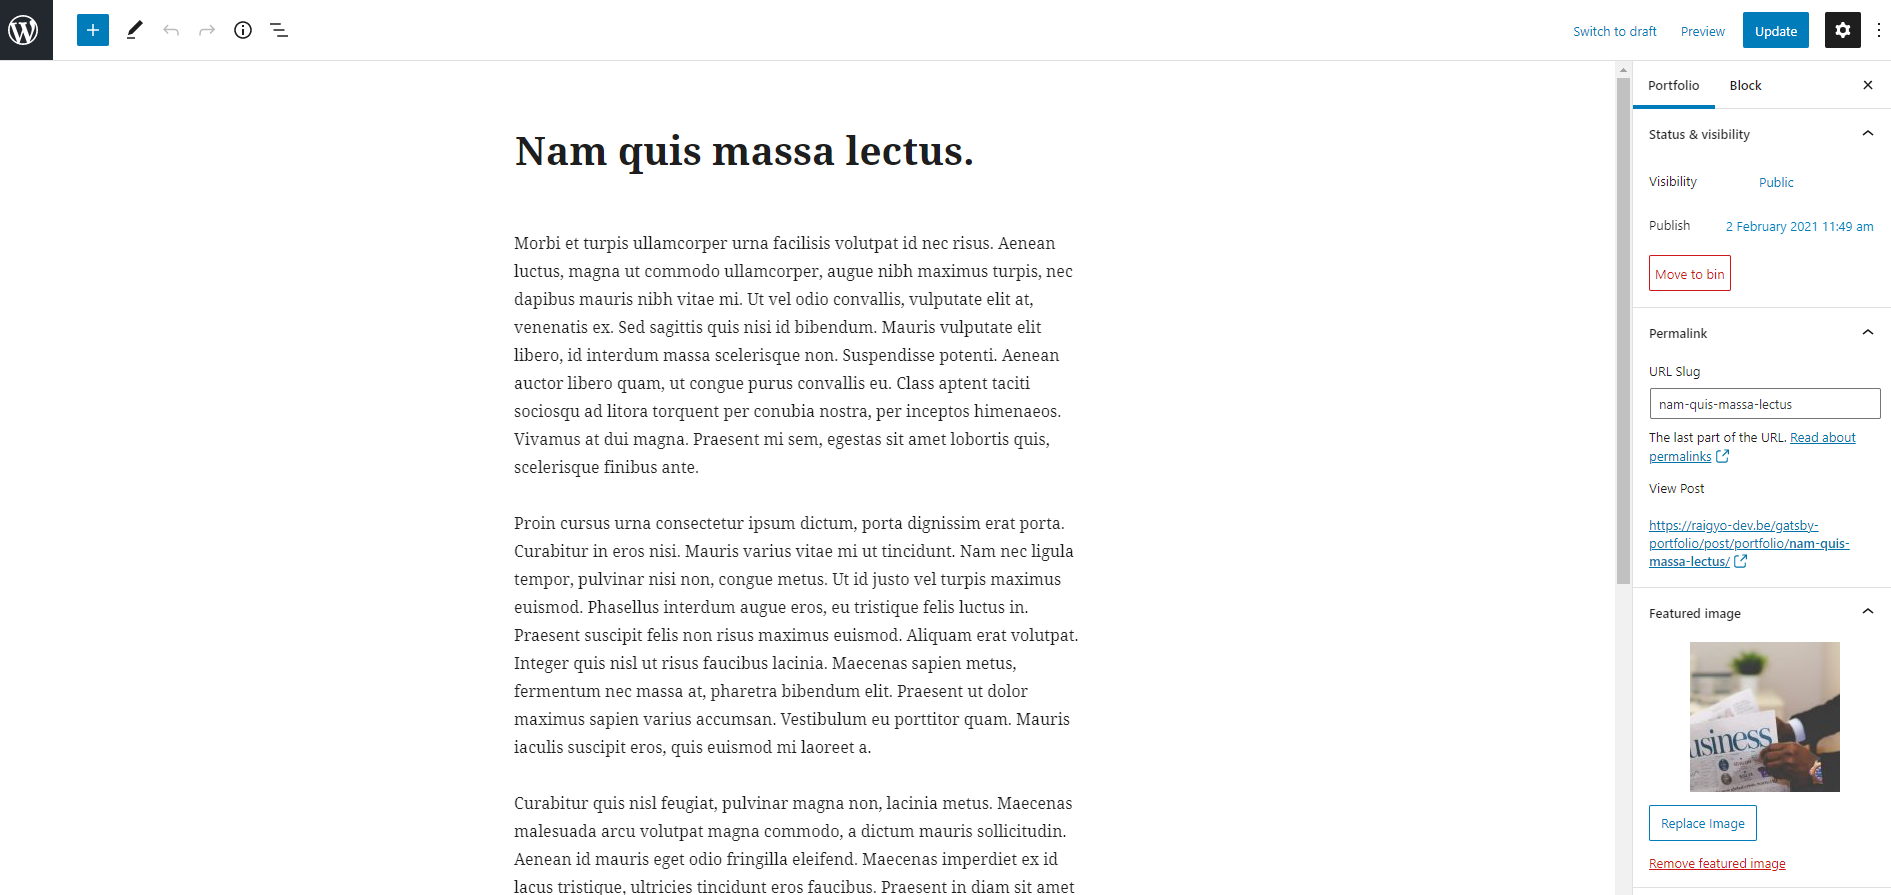 Switch to draft
Preview
Update
Nam quis massa lectus.
Morbi et turpis ullamcorper urna facilisis volutpat id nec risus. Aenean
luctus, magna ut commodo ullamcorper, augue nibh maximus turpis, nec
dapibus mauris nibh vitae mi. Ut vel odio convallis, vulputate elit at,
venenatis ex. Sed sagittis quis nisi id bibendum. Mauris vulputate elit
libero, id interdum massa scelerisque non. Suspendisse potenti. Aenean
auctor libero quam, ut congue purus convallis eu. Class aptent taciti
sociosqu ad litora torquent per conubia nostra, per inceptos himenaeos.
Vivamus at dui magna. Praesent mi sem, egestas sit amet lobortis quis,
scelerisque finibus ante.
Proin cursus urna consectetur ipsum dictum, porta dignissim erat porta.
Curabitur in eros nisi. Mauris varius vitae mi ut tincidunt. Nam nec ligula
tempor, pulvinar nisi non, congue metus. Ut id justo vel turpis maximus
euismod. Phasellus interdum augue eros, eu tristique felis luctus in.
Praesent suscipit felis non risus maximus euismod. Aliquam erat volutpat.
Integer quis nisl ut risus faucibus lacinia. Maecenas sapien metus,
fermentum nec massa at, pharetra bibendum elit. Praesent ut dolor
maximus sapien varius accumsan. Vestibulum eu porttitor quam. Mauris
iaculis suscipit eros, quis euismod mi laoreet a.
Curabitur quis nisl feugiat, pulvinar magna non, lacinia metus. Maecenas
malesuada arcu volutpat magna commodo, a dictum mauris sollicitudin.
Aenean id mauris eget odio fringilla eleifend. Maecenas imperdiet ex id
lacus tristique, ultricies tincidunt eros faucibus. Praesent in diam sit amet
Portfolio
Block
Status & visibility
Visibility
Public
Publish
2 February 2021 11:49 am
Move to bin
Permalink
URL Slug
nam-quis-massa-lectus
The last part of the URL. Read about
permalinks
View Post
https://raigyo-dev.be/gatsby-
portfolio/post/portfolio/nam-quis-
massa-lectus/
Featured image
usiness
Replace Image
Remove featured image